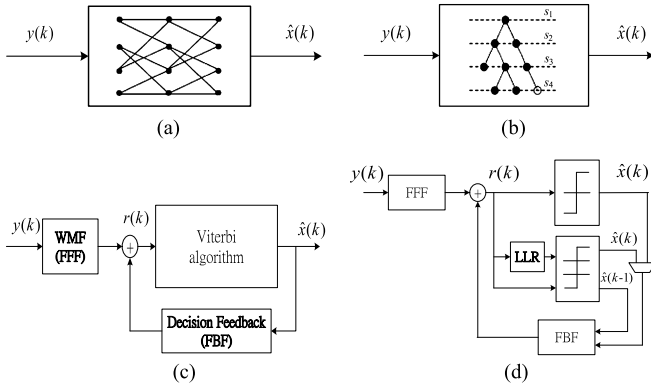 y(k)
x̂(k)
(a)
y(k)
s1
s2
s3
s4
x̂(k)
(b)
y(k)
WMF
(FFF)
r(k)
+
Viterbi
algorithm
x̂(k)
Decision Feedback
(FBF)
(c)
y(k)
FFF
+
r(k)
x̂(k)
LLR
x̂(k)
x̂(k-1)
FBF
(d)